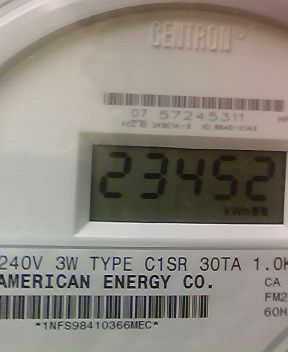 CENTRON®
07 57245311
23452
kWh
240V 3W TYPE C1SR 30TA 1.0K
AMERICAN ENERGY CO. CA
FM2
60H
*1NFS98410366MEC*